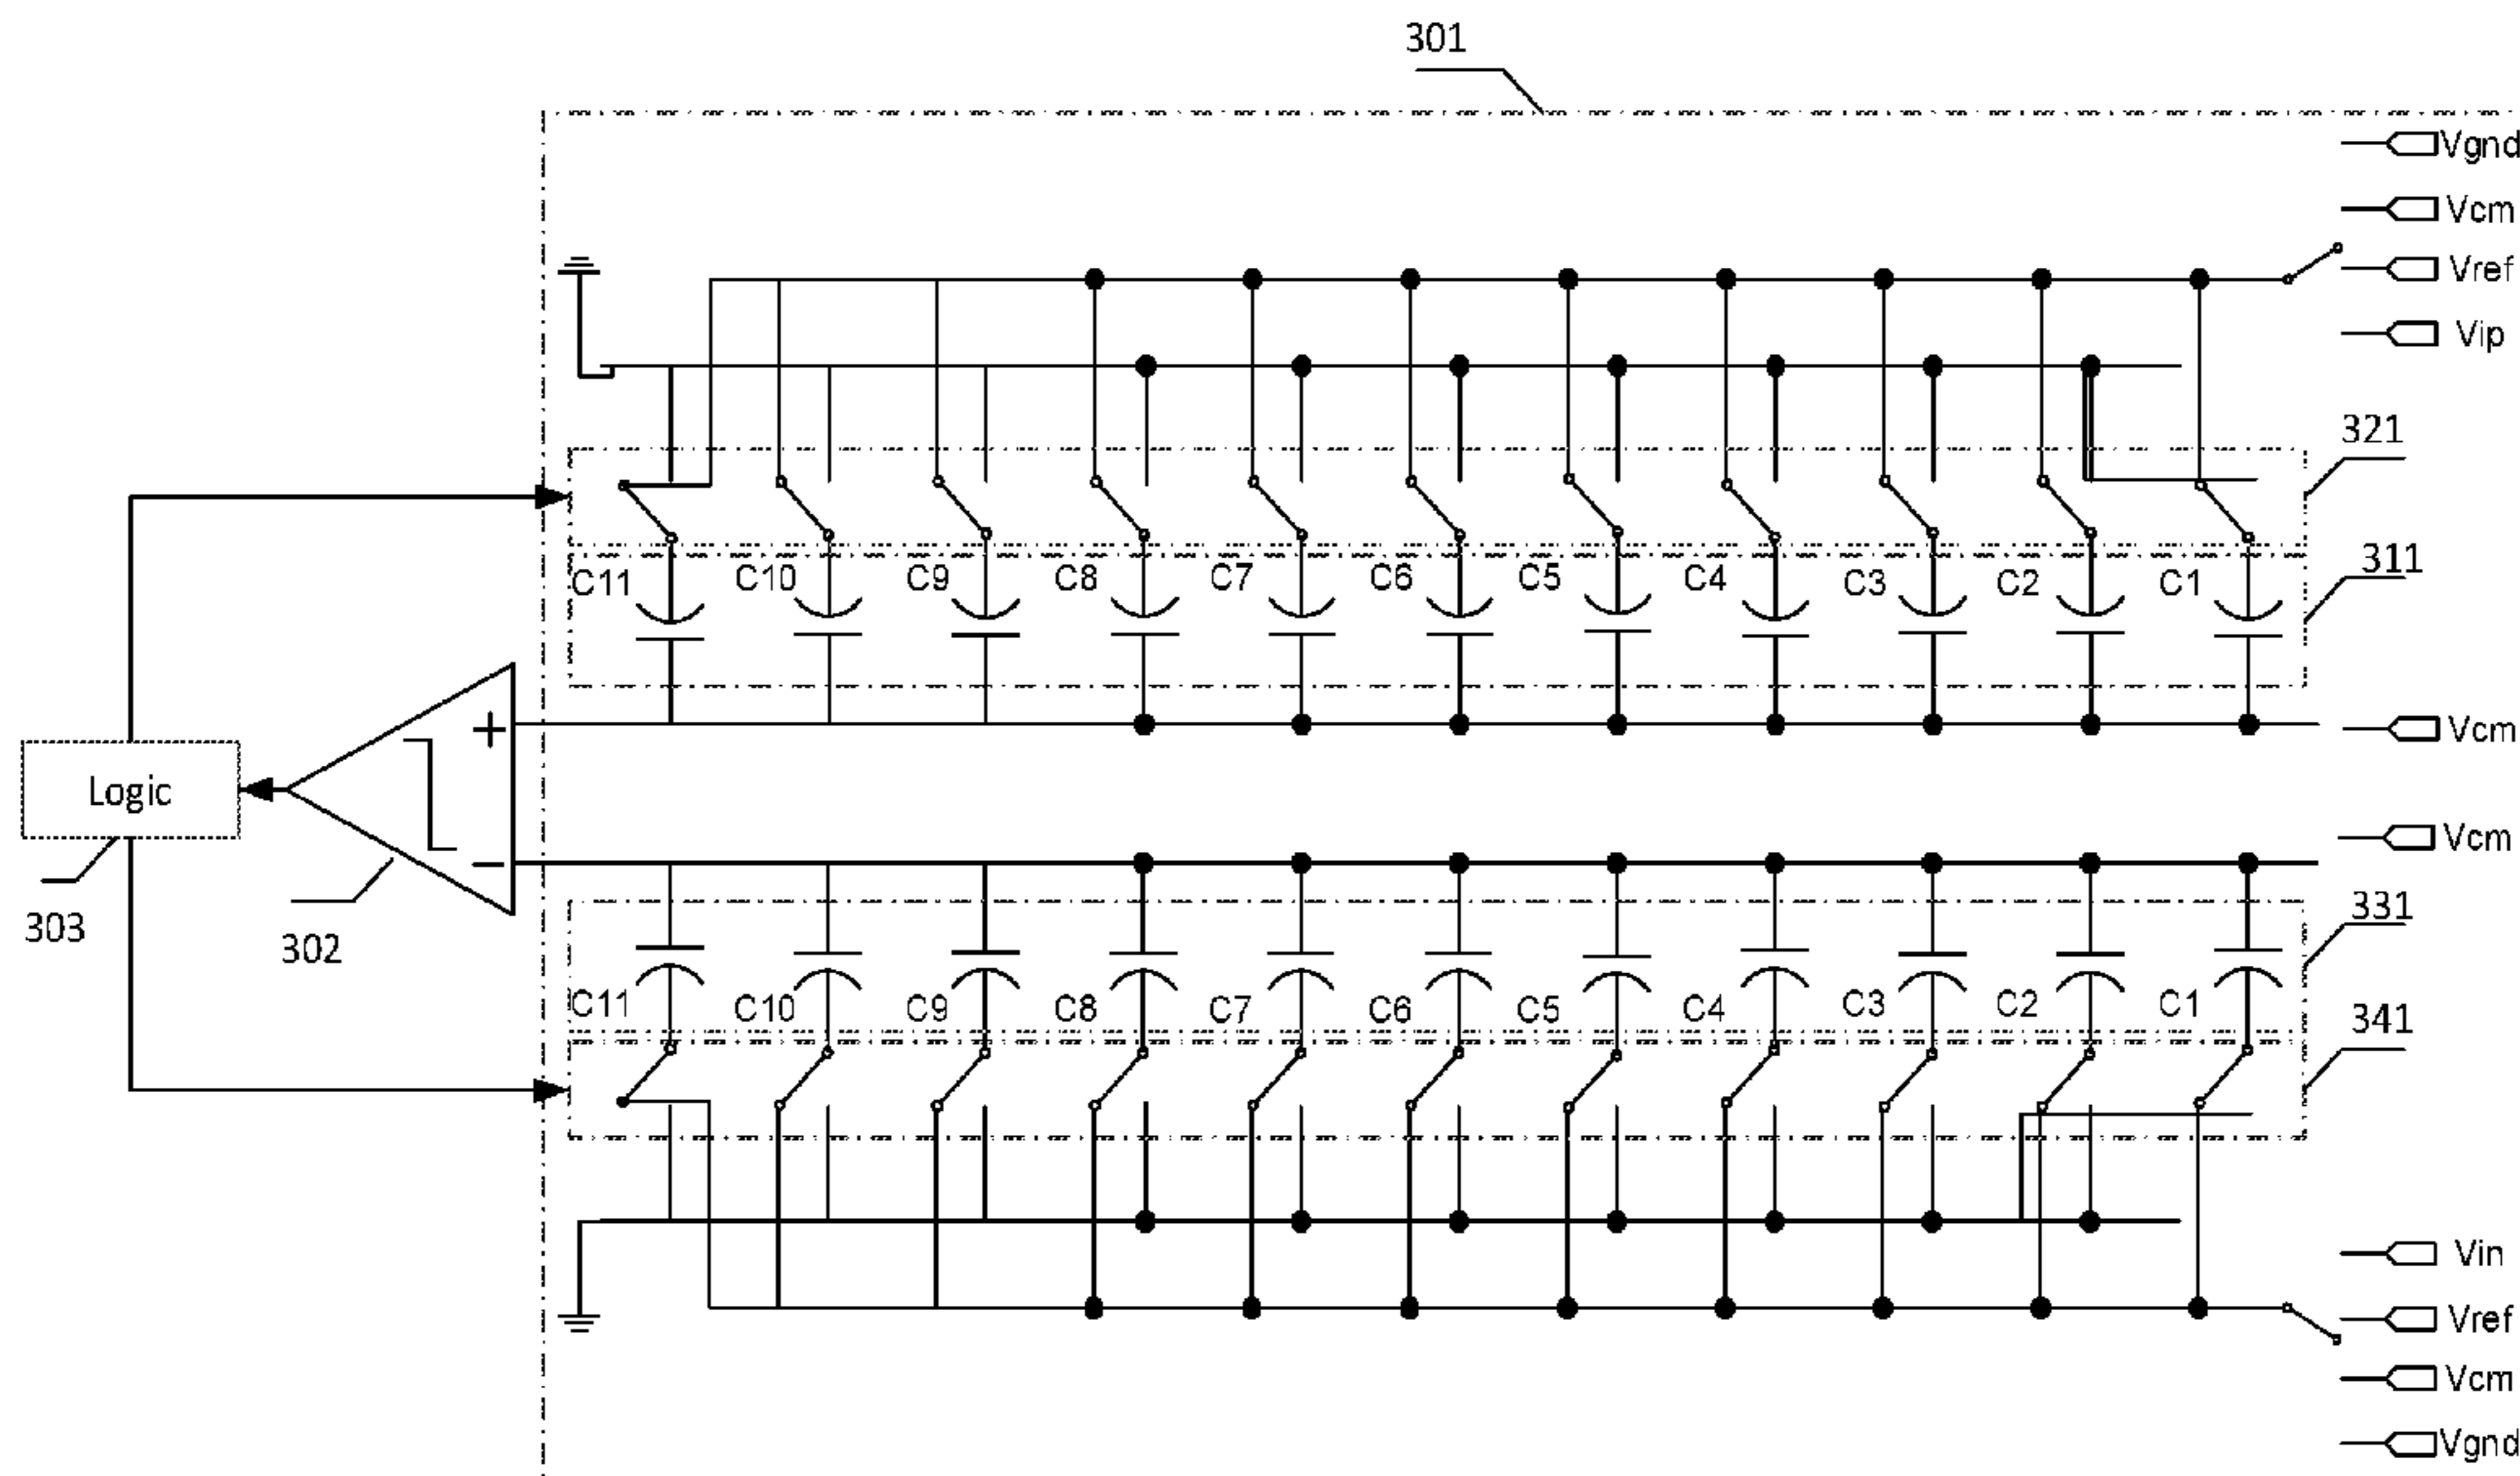 301
Vgnd
Vcm
Vref
Vip
321
311
C11 C10 C9 C8 C7 C6 C5 C4 C3 C2 C1
+
Vcm
Logic
Vcm
−
303
302
331
C11 C10 C9 C8 C7 C6 C5 C4 C3 C2 C1
341
Vin
Vref
Vcm
Vgnd